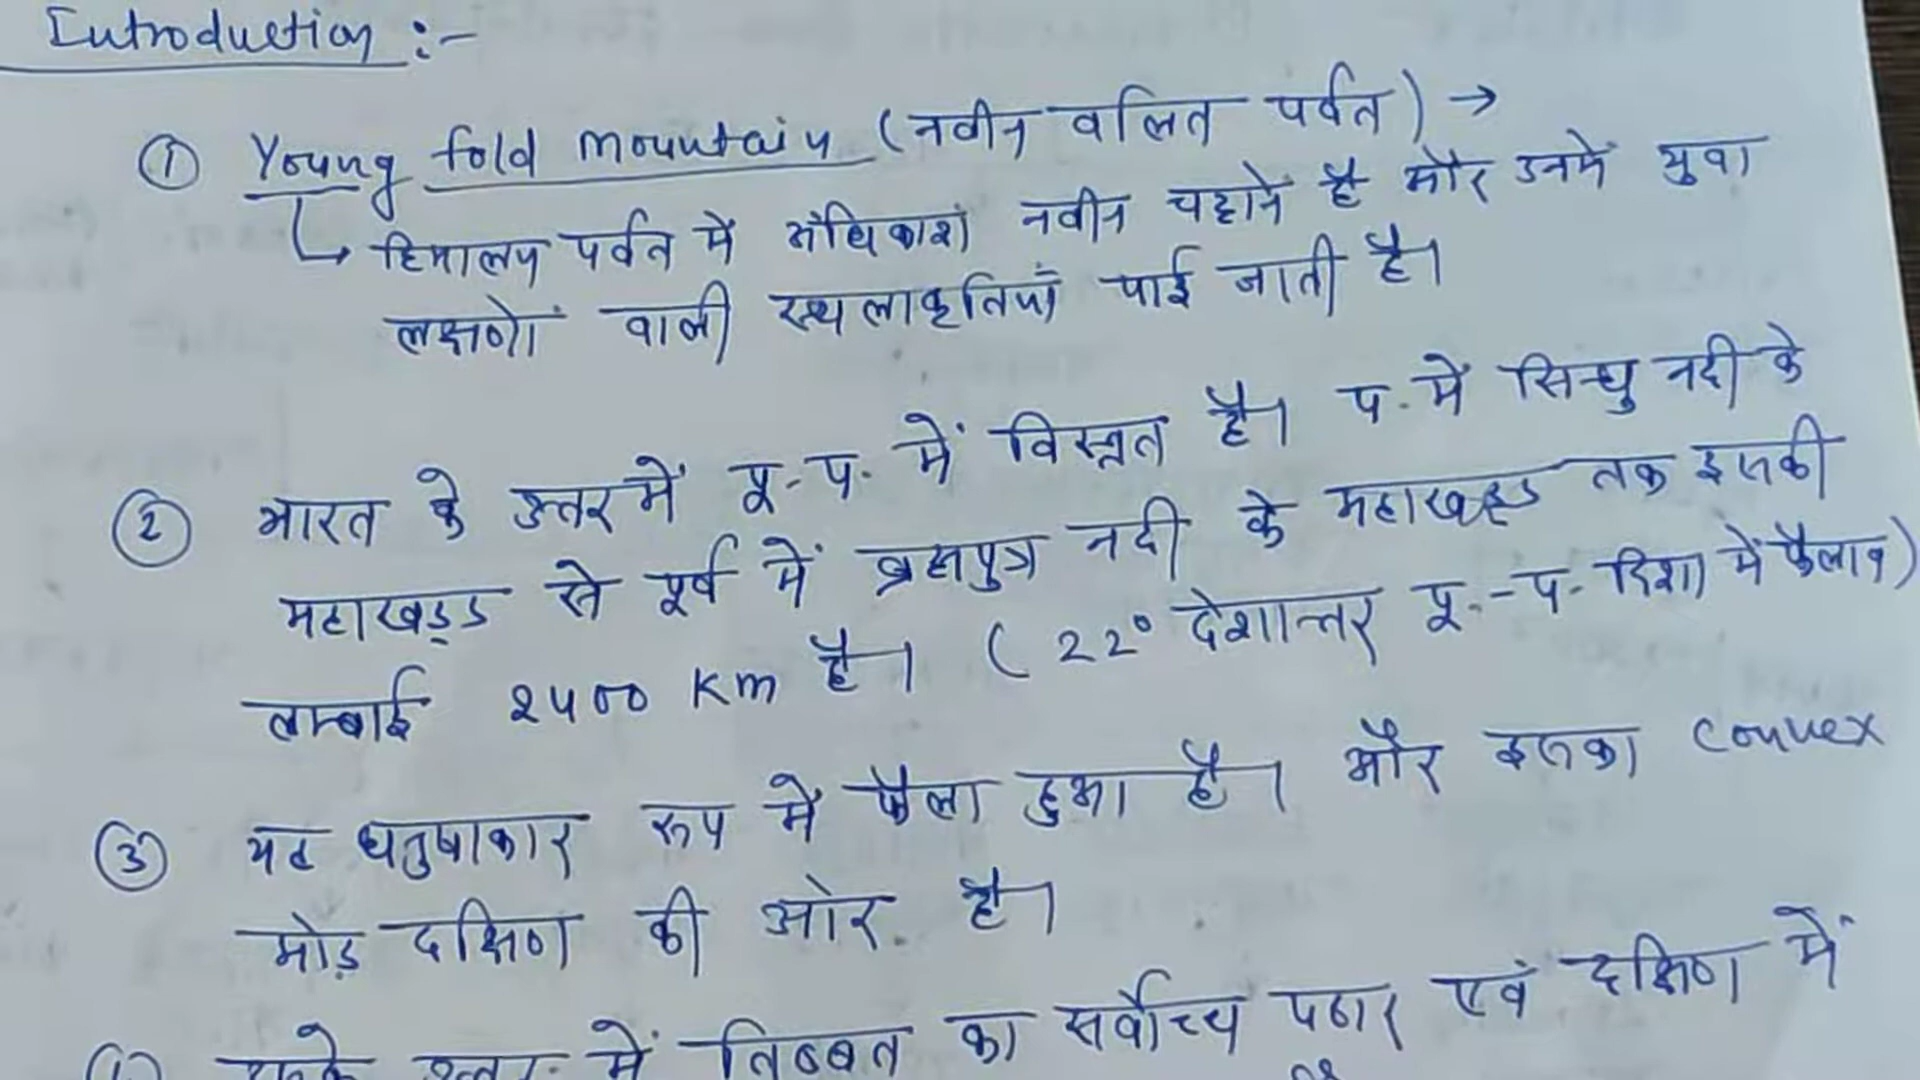 Introduction :-
① Young fold mountain (नवीन वलित पर्वत) →
↳ हिमालय पर्वत में अधिकाशं नवीन चट्टाने है और उनमें युवा
लक्षणों वाली स्थलाकृतियाँ पाई जाती है।
② भारत के उत्तर में पू.-प. में विस्तृत है। प. में सिन्धु नदी के
महाखड्ड से पूर्व में ब्रह्मपुत्र नदी के महाखड्ड तक इसकी
लम्बाई 2400 Km है। (22° देशान्तर पू.-प. दिशा में फैलाव)
③ यह धनुषाकार रूप में फैला हुआ है। और इसका Convex
मोड़ दक्षिण की ओर है।
में तिब्बत का सर्वोच्च पठार एवं दक्षिण में